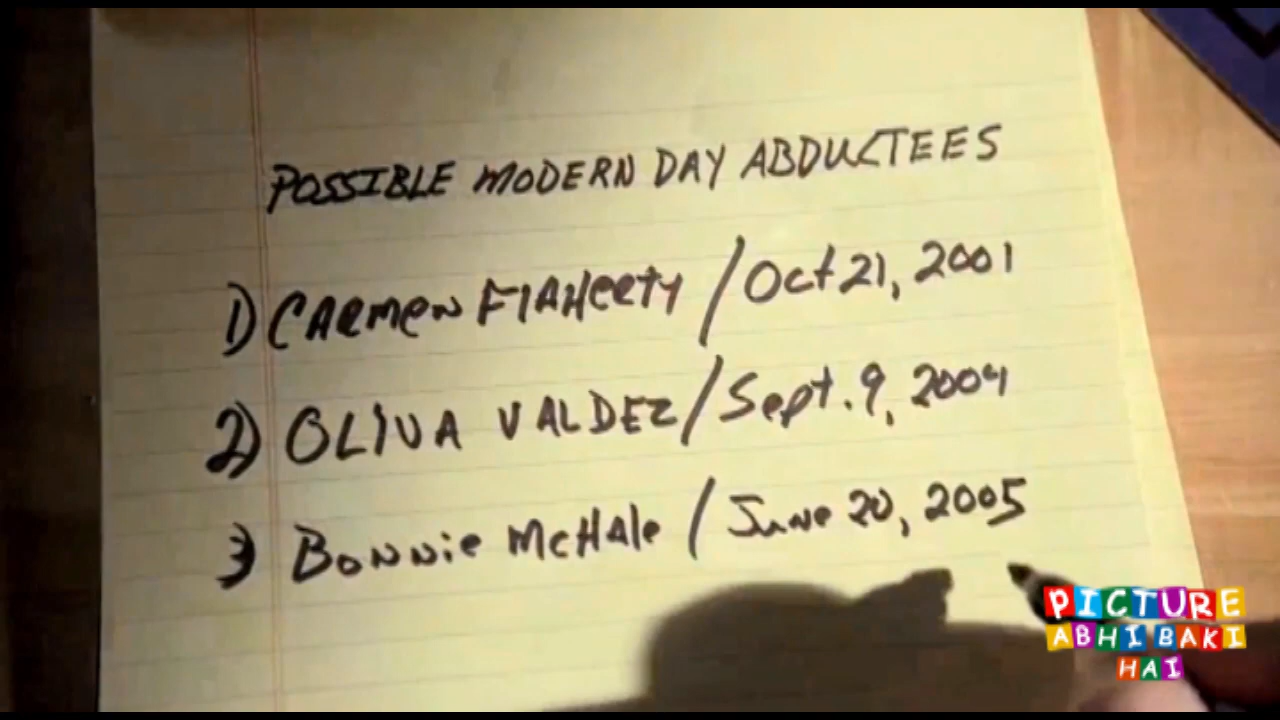 POSSIBLE MODERN DAY ABDUCTEES
1) CARMEN FlAHeRTY / Oct 21, 2001
2) OLIVA VALDEZ / Sept. 9, 2004
3) BONNie McHAle / JuNe 20, 2005
PICTURE
ABHI BAKI
HAI